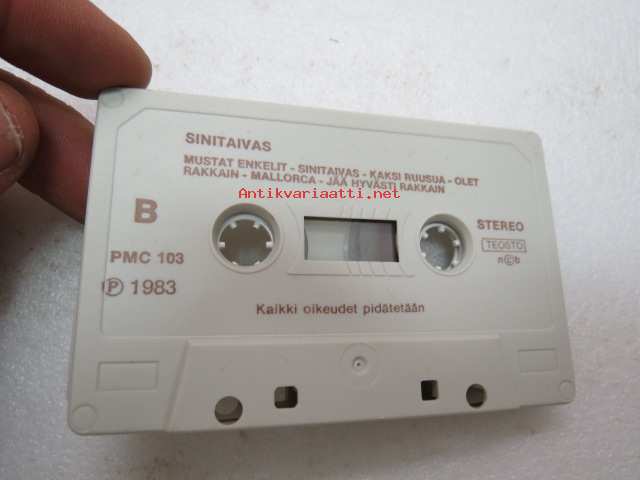 SINITAIVAS
MUSTAT ENKELIT - SINITAIVAS - KAKSI RUUSUA - OLET
RAKKAIN - MALLORCA - JÄÄ HYVÄSTI RAKKAIN
Antikvariaatti.net
B
STEREO
PMC 103
TEOSTO
n©b
Ⓟ 1983
Kaikki oikeudet pidätetään